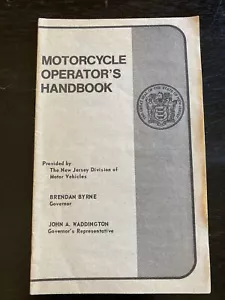 MOTORCYCLE
OPERATOR'S
HANDBOOK
Provided by
The New Jersey Division of
Motor Vehicles
BRENDAN BYRNE
Governor
JOHN A. WADDINGTON
Governor's Representative